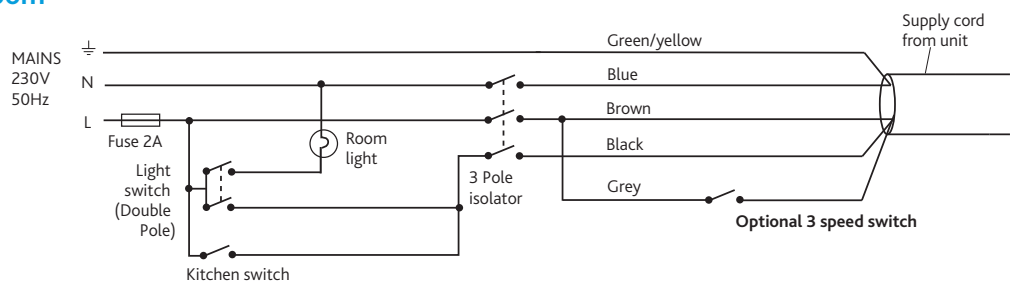 Supply cord
from unit
Green/yellow
MAINS
230V
50Hz
N
Blue
Brown
L
Fuse 2A
Room
light
Black
Light
switch
(Double
Pole)
3 Pole
isolator
Grey
Optional 3 speed switch
Kitchen switch